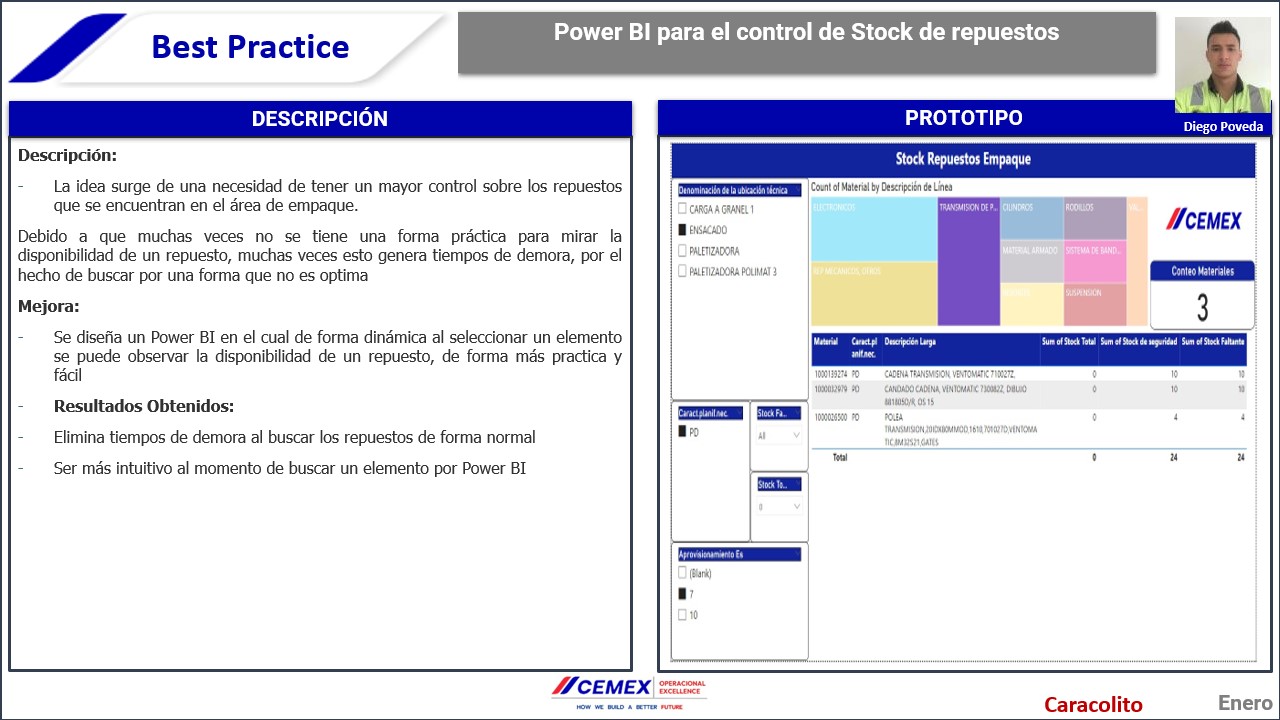 Best Practice
Power BI para el control de Stock de repuestos
Diego Poveda
DESCRIPCIÓN
Descripción:
- La idea surge de una necesidad de tener un mayor control sobre los repuestos
que se encuentran en el área de empaque.
Debido a que muchas veces no se tiene una forma práctica para mirar la
disponibilidad de un repuesto, muchas veces esto genera tiempos de demora, por el
hecho de buscar por una forma que no es optima
Mejora:
- Se diseña un Power BI en el cual de forma dinámica al seleccionar un elemento
se puede observar la disponibilidad de un repuesto, de forma más practica y
fácil
- Resultados Obtenidos:
- Elimina tiempos de demora al buscar los repuestos de forma normal
- Ser más intuitivo al momento de buscar un elemento por Power BI
PROTOTIPO
Stock Repuestos Empaque
Denominación de la ubicación técnica
CARGA A GRANEL 1
ENSACADO
PALETIZADORA
PALETIZADORA POLIMAT 3
Caract.planif.nec.
PD
Stock Fa...
All
Stock To...
0
Aprovisionamiento Es
(Blank)
7
10
Count of Material by Descripción de Línea
ELECTRONICOS
TRANSMISION DE P...
CILINDROS
RODILLOS
MATERIAL ARMADO
SISTEMA DE BAND...
REP MECANICOS, OTROS
SUSPENSION
CEMEX
Conteo Materiales
3
Material Caract.pl Descripción Larga Sum of Stock Total Sum of Stock de seguridad Sum of Stock Faltante
anif.nec.
1000139274 PD CADENA TRANSMISION, VENTOMATIC 710027Z, 0 10 10
1000032979 PD CANDADO CADENA, VENTOMATIC 730082Z, DIBUJO 0 10 10
881805O/R, OS 15
1000026500 PD POLEA 0 4 4
TRANSMISION,20IDX80MMOD,1610,701027D,VENTOMA
TIC,8M32S21,GATES
Total 0 24 24
CEMEX OPERACIONAL
EXCELLENCE
HOW WE BUILD A BETTER FUTURE
Caracolito
Enero